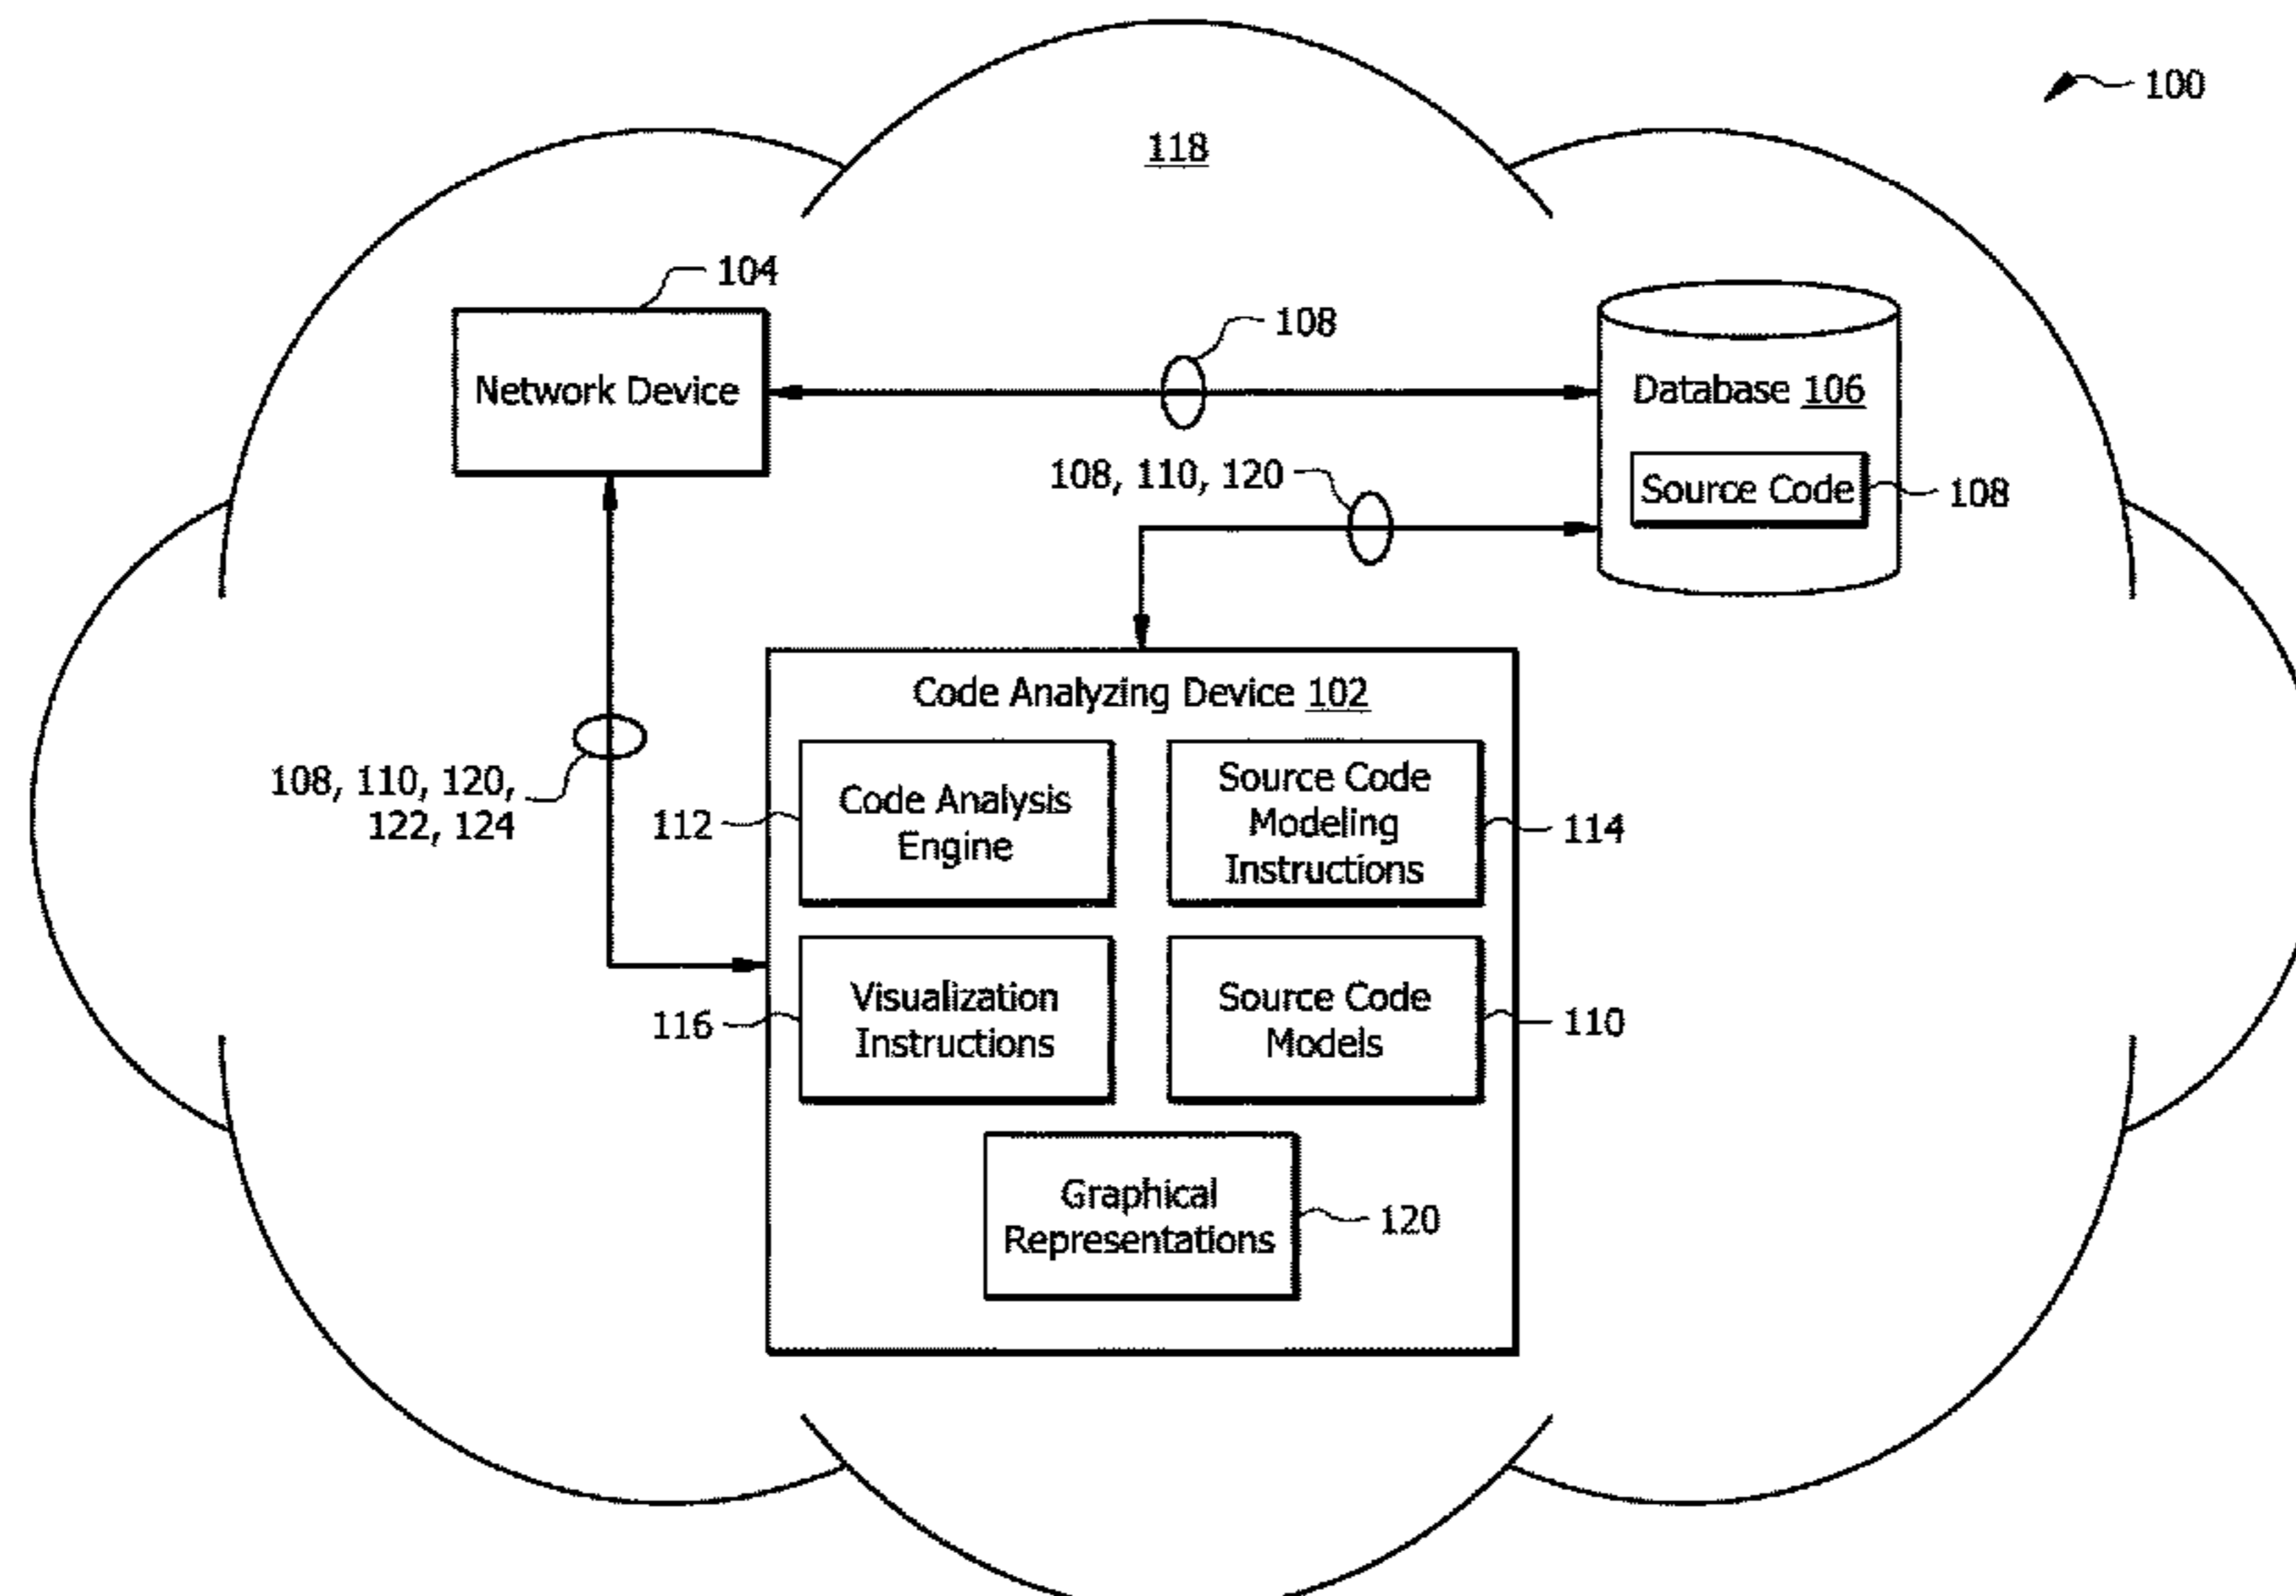 100
118
104
108
Network Device
Database 106
108, 110, 120
Source Code
108
Code Analyzing Device 102
108, 110, 120,
122, 124
112
Code Analysis
Engine
Source Code
Modeling
Instructions
114
116
Visualization
Instructions
Source Code
Models
110
Graphical
Representations
120